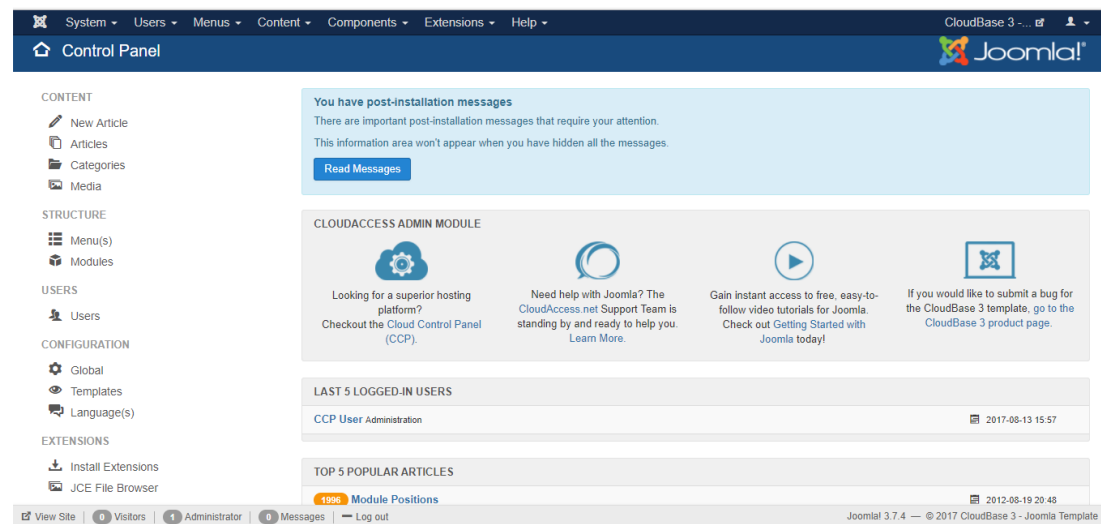 System Users Menus Content Components Extensions Help CloudBase 3 -...
Control Panel Joomla!®
CONTENT
New Article
Articles
Categories
Media
STRUCTURE
Menu(s)
Modules
USERS
Users
CONFIGURATION
Global
Templates
Language(s)
EXTENSIONS
Install Extensions
JCE File Browser
You have post-installation messages
There are important post-installation messages that require your attention.
This information area won't appear when you have hidden all the messages.
Read Messages
CLOUDACCESS ADMIN MODULE
Looking for a superior hosting
platform?
Checkout the Cloud Control Panel
(CCP).
Need help with Joomla? The
CloudAccess.net Support Team is
standing by and ready to help you.
Learn More.
Gain instant access to free, easy-to-
follow video tutorials for Joomla.
Check out Getting Started with
Joomla today!
If you would like to submit a bug for
the CloudBase 3 template, go to the
CloudBase 3 product page.
LAST 5 LOGGED-IN USERS
CCP User Administration 2017-08-13 15:57
TOP 5 POPULAR ARTICLES
1996 Module Positions 2012-08-19 20:48
View Site 0 Visitors 1 Administrator 0 Messages Log out Joomla! 3.7.4 — © 2017 CloudBase 3 - Joomla Template